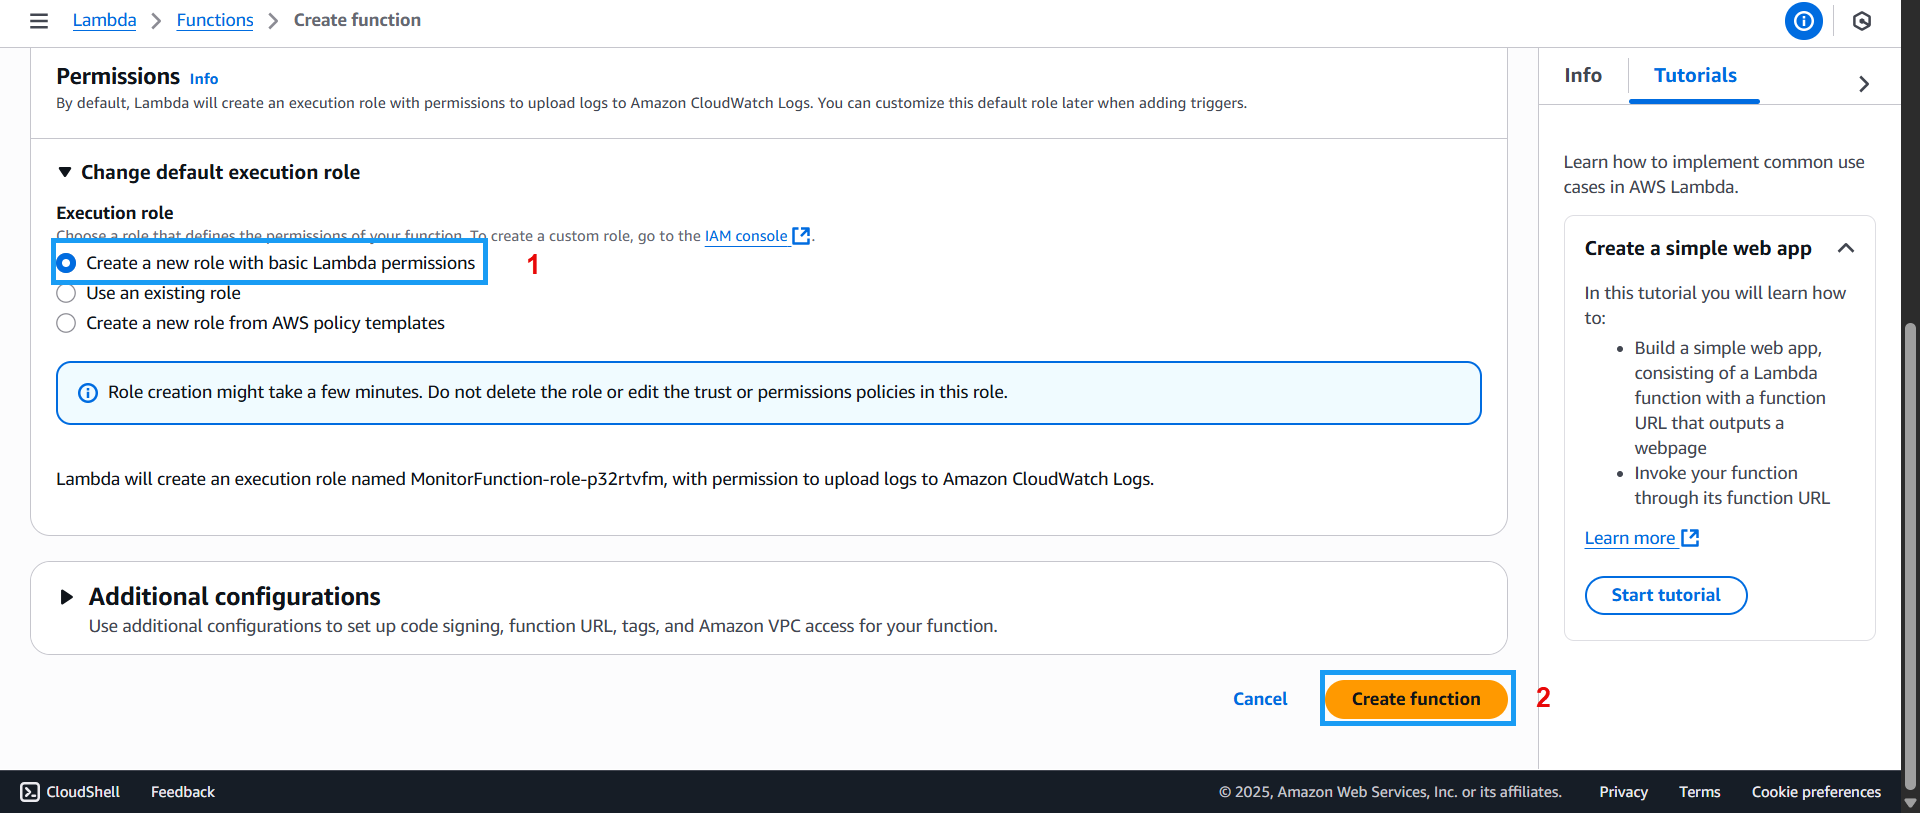 Lambda > Functions > Create function
Permissions Info
By default, Lambda will create an execution role with permissions to upload logs to Amazon CloudWatch Logs. You can customize this default role later when adding triggers.
Change default execution role
Execution role
Choose a role that defines the permissions of your function. To create a custom role, go to the IAM console.
Create a new role with basic Lambda permissions 1
Use an existing role
Create a new role from AWS policy templates
Role creation might take a few minutes. Do not delete the role or edit the trust or permissions policies in this role.
Lambda will create an execution role named MonitorFunction-role-p32rtvfm, with permission to upload logs to Amazon CloudWatch Logs.
Additional configurations
Use additional configurations to set up code signing, function URL, tags, and Amazon VPC access for your function.
Cancel Create function 2
Info Tutorials
Learn how to implement common use
cases in AWS Lambda.
Create a simple web app
In this tutorial you will learn how
to:
• Build a simple web app,
consisting of a Lambda
function with a function
URL that outputs a
webpage
• Invoke your function
through its function URL
Learn more
Start tutorial
CloudShell Feedback © 2025, Amazon Web Services, Inc. or its affiliates. Privacy Terms Cookie preferences